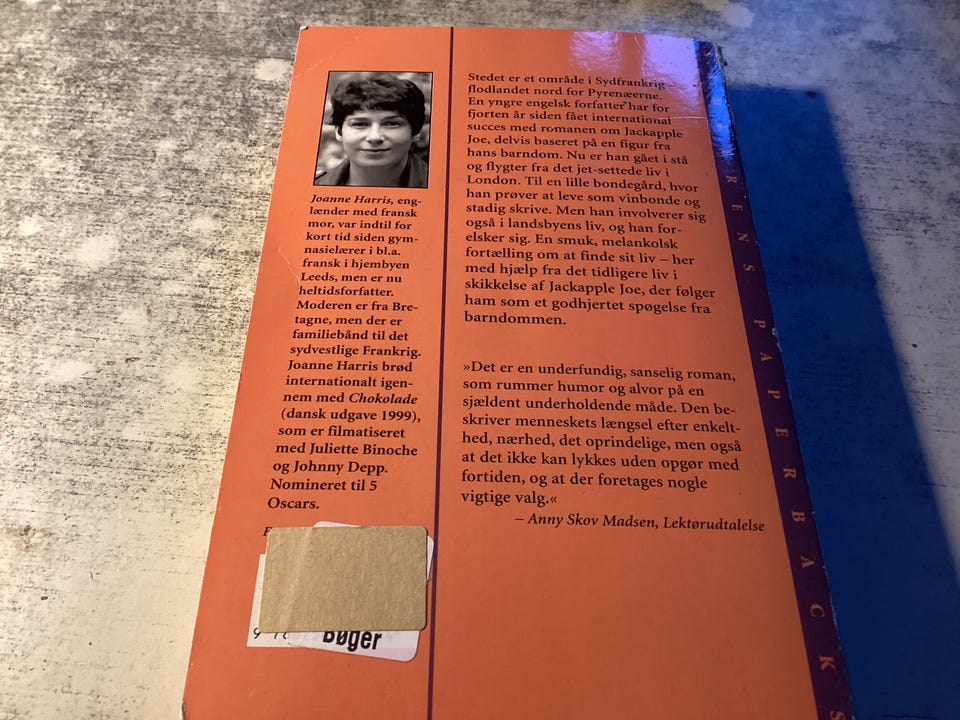 Joanne Harris, eng-
lænder med fransk
mor, var indtil for
kort tid siden gym-
nasielærer i bl.a.
fransk i hjembyen
Leeds, men er nu
heltidsforfatter.
Moderen er fra Bre-
tagne, men der er
familiebånd til det
sydvestlige Frankrig.
Joanne Harris brød
internationalt igen-
nem med Chokolade
(dansk udgave 1999),
som er filmatiseret
med Juliette Binoche
og Johnny Depp.
Nomineret til 5
Oscars.
Bøger
Stedet er et område i Sydfrankrig –
flodlandet nord for Pyrenæerne.
En yngre engelsk forfatter har for
fjorten år siden fået international
succes med romanen om Jackapple
Joe, delvis baseret på en figur fra
hans barndom. Nu er han gået i stå
og flygter fra det jet-settede liv i
London. Til en lille bondegård, hvor
han prøver at leve som vinbonde og
stadig skrive. Men han involverer sig
også i landsbyens liv, og han for-
elsker sig. En smuk, melankolsk
fortælling om at finde sit liv – her
med hjælp fra det tidligere liv i
skikkelse af Jackapple Joe, der følger
ham som et godhjertet spøgelse fra
barndommen.
»Det er en underfundig, sanselig roman,
som rummer humor og alvor på en
sjældent underholdende måde. Den be-
skriver menneskets længsel efter enkelt-
hed, nærhed, det oprindelige, men også
at det ikke kan lykkes uden opgør med
fortiden, og at der foretages nogle
vigtige valg.«
– Anny Skov Madsen, Lektørudtalelse
PAPERBACKS